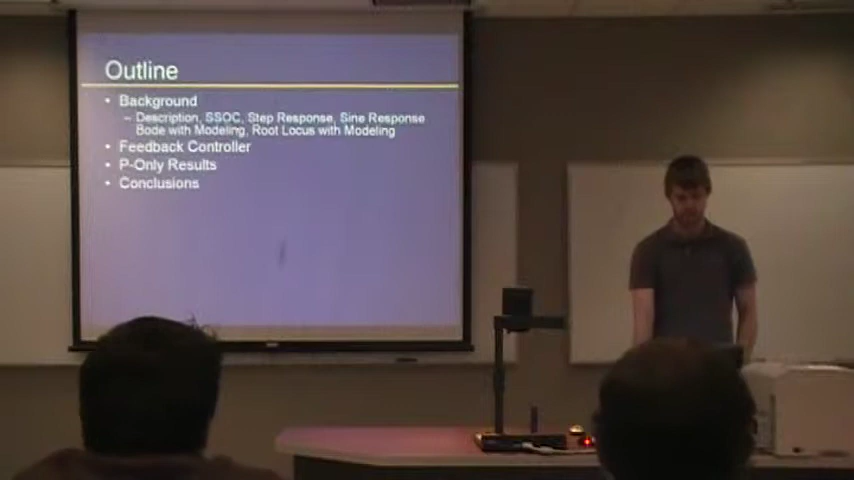 Outline
• Background
– Description, SSOC, Step Response, Sine Response
Bode with Modeling, Root Locus with Modeling
• Feedback Controller
• P-Only Results
• Conclusions